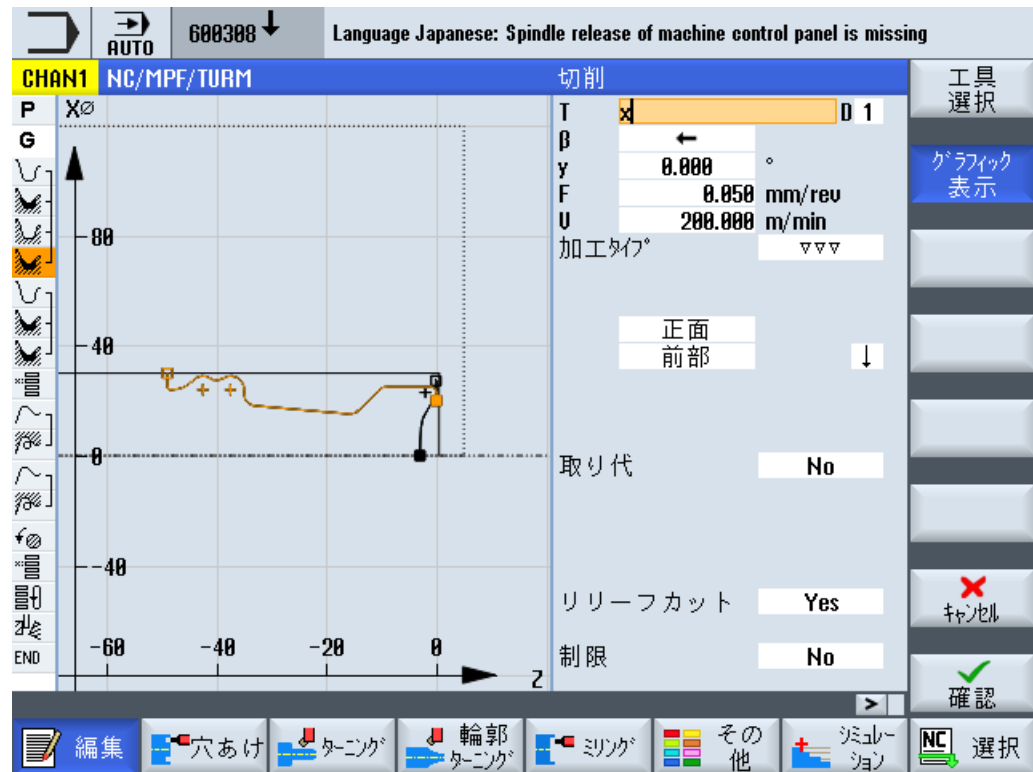 AUTO
600308
Language Japanese: Spindle release of machine control panel is missing
CHAN1 NC/MPF/TURM
切削
P
G
END
XØ
80
40
0
-40
-60 -40 -20 0
Z
T x D 1
β ←
γ 0.000 °
F 0.050 mm/rev
V 200.000 m/min
加工ﾀｲﾌﾟ ▽▽▽
正面
前部 ↓
取り代 No
リリーフカット Yes
制限 No
>
工具
選択
ｸﾞﾗﾌｨｯｸ
表示
ｷｬﾝｾﾙ
確認
編集
穴あけ
ﾀｰﾆﾝｸﾞ
輪郭
ﾀｰﾆﾝｸﾞ
ﾐﾘﾝｸﾞ
その
他
ｼﾐｭﾚｰ
ｼｮﾝ
NC 選択